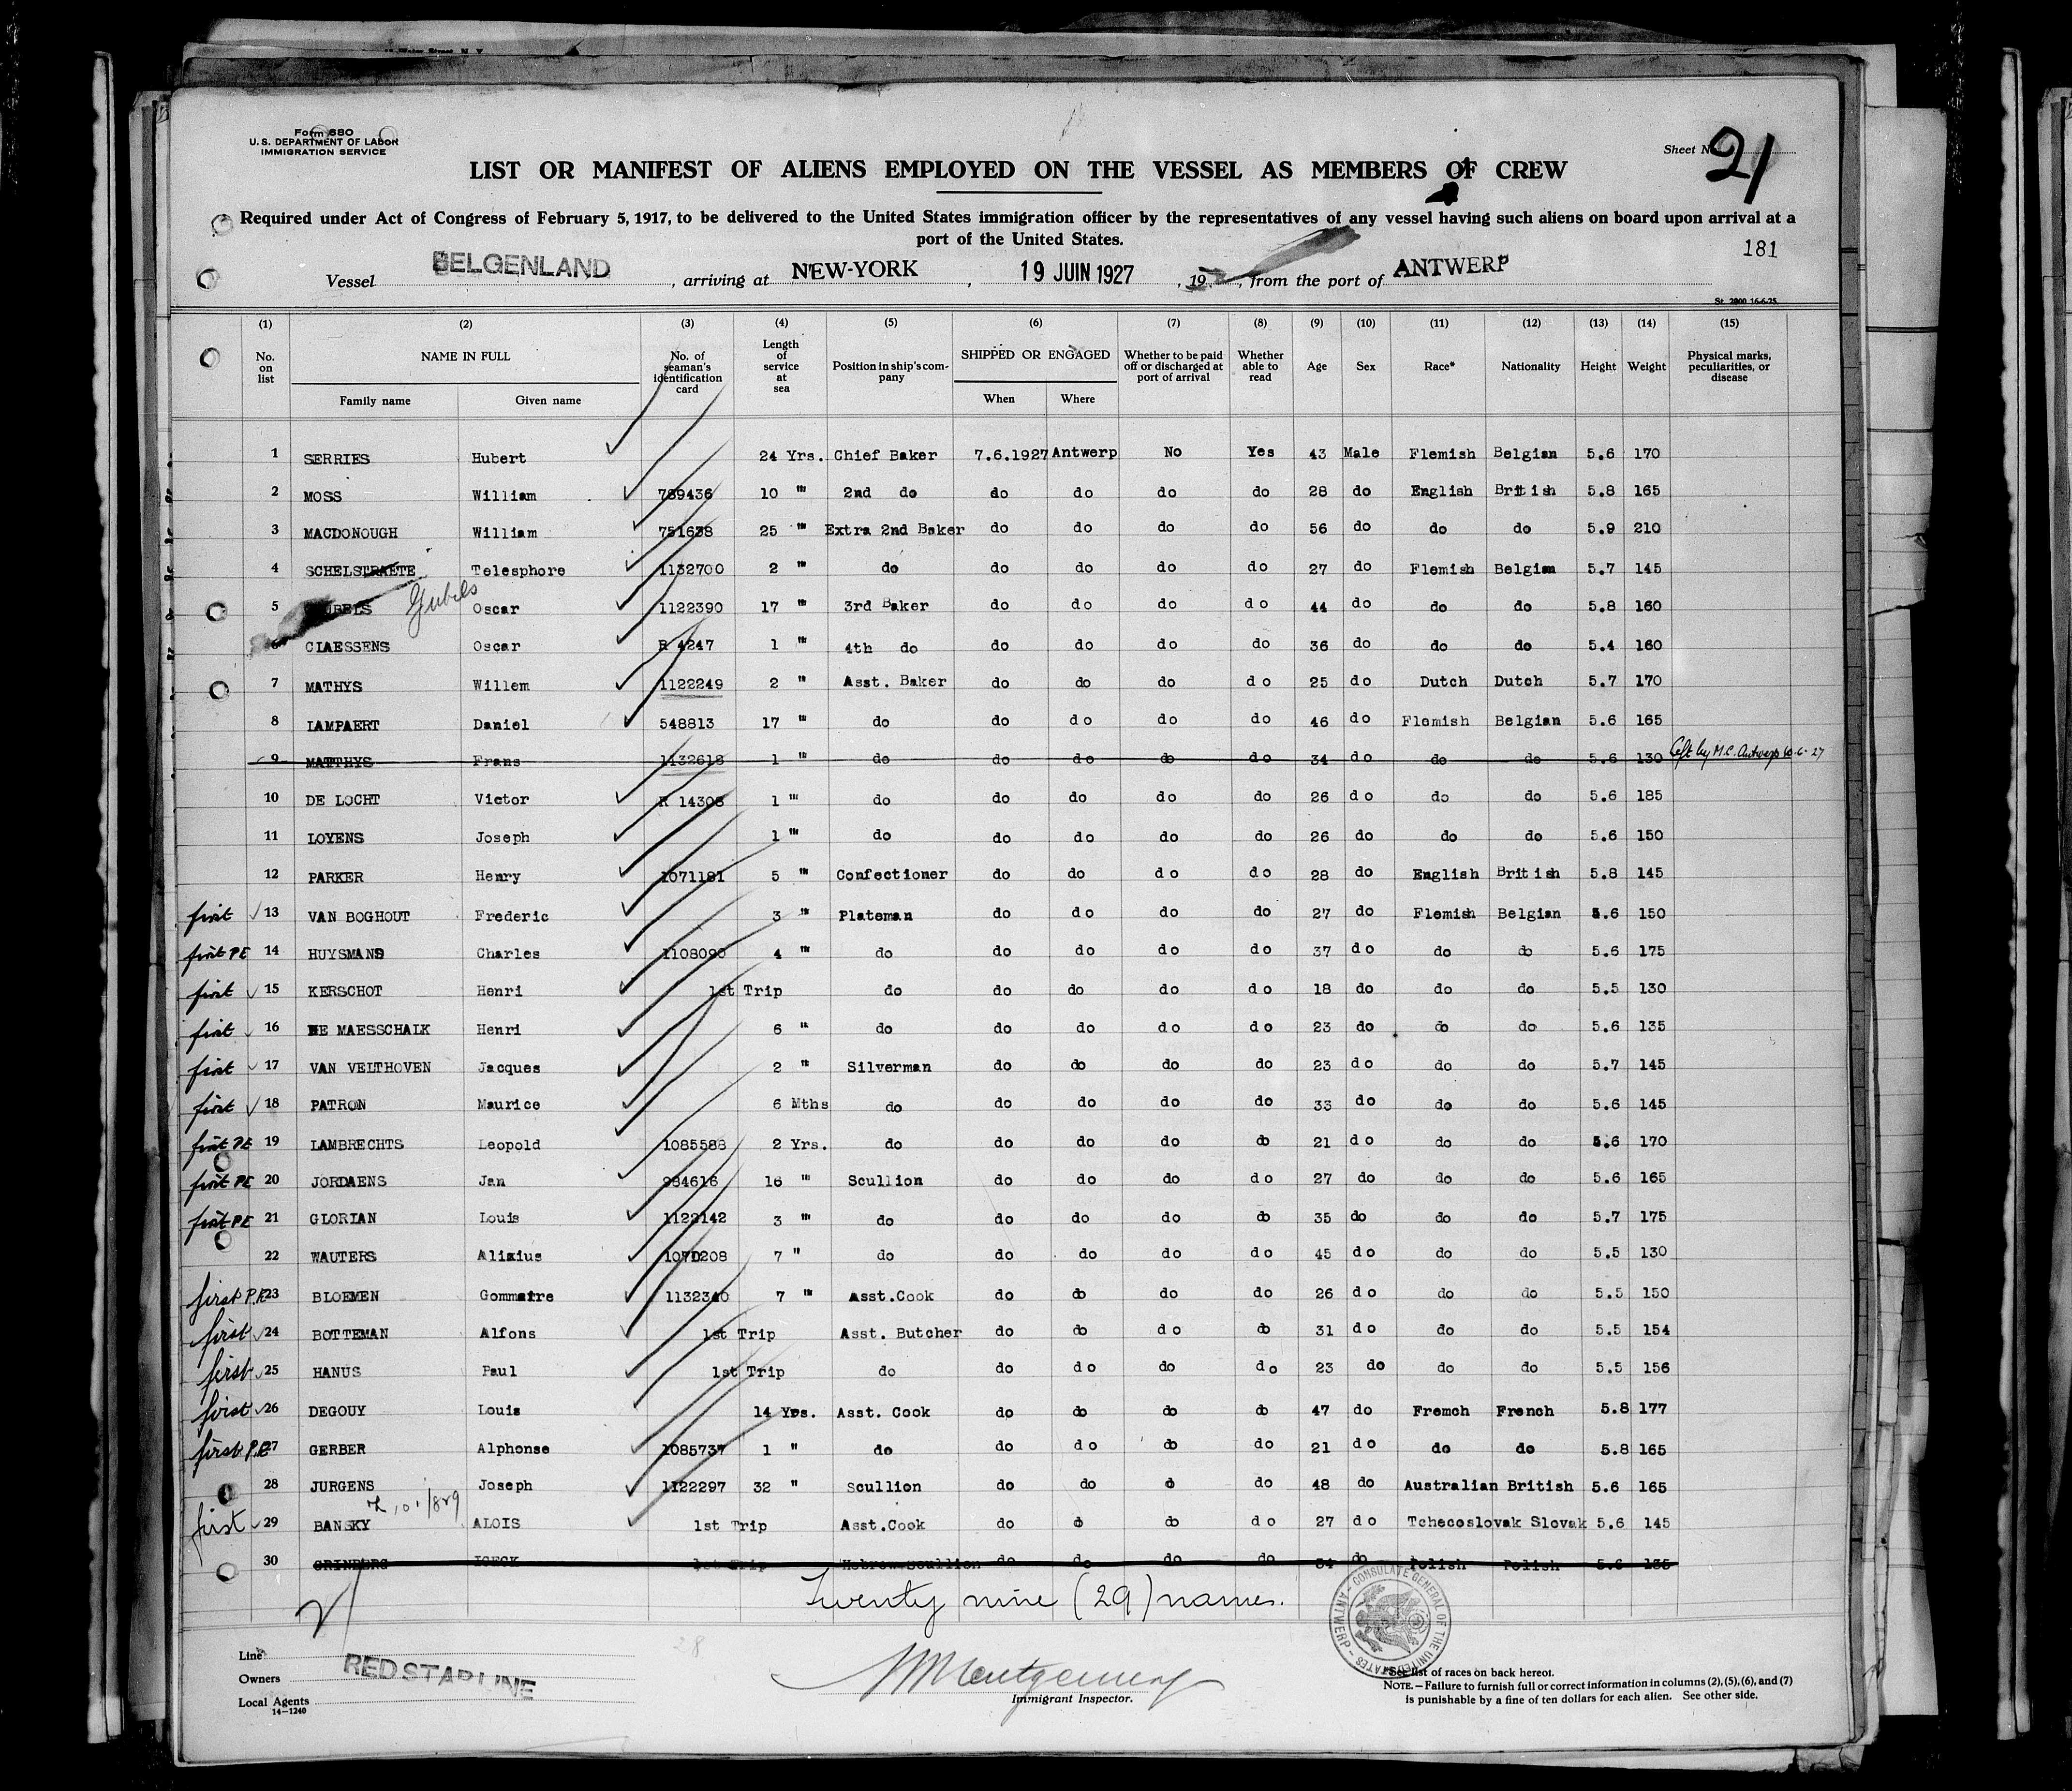 Form 680
U. S. DEPARTMENT OF LABOR
IMMIGRATION SERVICE
Sheet No. 21
LIST OR MANIFEST OF ALIENS EMPLOYED ON THE VESSEL AS MEMBERS OF CREW
Required under Act of Congress of February 5, 1917, to be delivered to the United States immigration officer by the representatives of any vessel having such aliens on board upon arrival at a
port of the United States.
181
Vessel BELGENLAND, arriving at NEW-YORK, 19 JUIN 1927, 19 , from the port of ANTWERP
St. 2000 16-6-25
(1) (2) (3) (4) (5) (6) (7) (8) (9) (10) (11) (12) (13) (14) (15)
No. on list NAME IN FULL Family name Given name No. of seaman's identification card Length of service at sea Position in ship's company SHIPPED OR ENGAGED When Where Whether to be paid off or discharged at port of arrival Whether able to read Age Sex Race* Nationality Height Weight Physical marks, peculiarities, or disease
1 SERRIES Hubert 24 Yrs. Chief Baker 7.6.1927 Antwerp No Yes 43 Male Flemish Belgian 5.6 170
2 MOSS William 789436 10 " 2nd do do do do do 28 do English British 5.8 165
3 MACDONOUGH William 751638 25 " Extra 2nd Baker do do do do 56 do do do 5.9 210
4 SCHELSTRAETE Telesphore 1132700 2 " do do do do do 27 do Flemish Belgian 5.7 145
5 Gubels Oscar 1122390 17 " 3rd Baker do do do do 44 do do do 5.8 160
CIAESSENS Oscar R 4247 1 " 4th do do do do do 36 do do do 5.4 160
7 MATHYS Willem 1122249 2 " Asst. Baker do do do do 25 do Dutch Dutch 5.7 170
8 LAMPAERT Daniel 548813 17 " do do do do do 46 do Flemish Belgian 5.6 165
9 MATTHYS Frans 1132618 1 " do do do do do 34 do do do 5.6 130 left by M.C. Antwerp 10-6-27
10 DE LOCHT Victor R 14308 1 " do do do do do 26 do do do 5.6 185
11 LOYENS Joseph 1 " do do do do do 26 do do do 5.6 150
12 PARKER Henry 1071181 5 " Confectioner do do do do 28 do English British 5.8 145
first 13 VAN BOGHOUT Frederic 3 " Plateman do do do do 27 do Flemish Belgian 5.6 150
first PE 14 HUYSMANS Charles 1108090 4 " do do do do do 37 do do do 5.6 175
first 15 KERSCHOT Henri 1st Trip do do do do do 18 do do do 5.5 130
first 16 DE MAESSCHALK Henri 6 " do do do do do 23 do do do 5.6 135
first 17 VAN VELTHOVEN Jacques 2 " Silverman do do do do 23 do do do 5.7 145
first 18 PATRON Maurice 6 Mths do do do do do 33 do do do 5.6 145
first PE 19 LAMBRECHTS Leopold 1085588 2 Yrs. do do do do do 21 do do do 5.6 170
first PE 20 JORDAENS Jan 984616 16 " Scullion do do do do 27 do do do 5.6 165
first PE 21 GLORIAN Louis 1122142 3 " do do do do do 35 do do do 5.7 175
22 WAUTERS Alixius 1070208 7 " do do do do do 45 do do do 5.5 130
first P.E 23 BLOEMEN Gommaire 1132340 7 " Asst.Cook do do do do 26 do do do 5.5 150
first 24 BOTTEMAN Alfons 1st Trip Asst. Butcher do do do do 31 do do do 5.5 154
first 25 HANUS Paul 1st Trip do do do do do 23 do do do 5.5 156
first 26 DEGOUY Louis 14 Yrs. Asst. Cook do do do do 47 do Fremch French 5.8 177
first P.E 27 GERBER Alphonse 1085737 1 " do do do do do 21 do do do 5.8 165
28 JURGENS Joseph 1122297 32 " Scullion do do do do 48 do Australian British 5.6 165
first 29 BANSKY ALOIS 1st Trip Asst.Cook do do do do 27 do Tchecoslovak Slovak 5.6 145
30 GRINBERG ICECK 1st Trip Hebrew Scullion do do do do 34 do Polish Polish 5.6 135
Twenty nine (29) names.
21
28
Line
Owners RED STAR LINE
Local Agents
14-1240
Montgomery
Immigrant Inspector.
CONSULATE GENERAL OF THE UNITED STATES - ANTWERP
*See list of races on back hereof.
NOTE.—Failure to furnish full or correct information in columns (2), (5), (6), and (7)
is punishable by a fine of ten dollars for each alien. See other side.